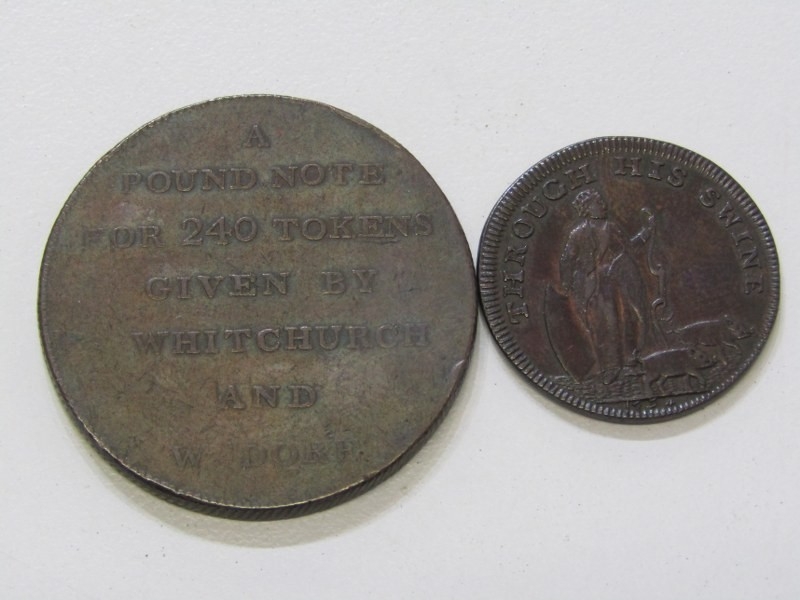 A
POUND NOTE
FOR 240 TOKENS
GIVEN BY
WHITCHURCH
AND
W DORE
THROUGH HIS SWINE